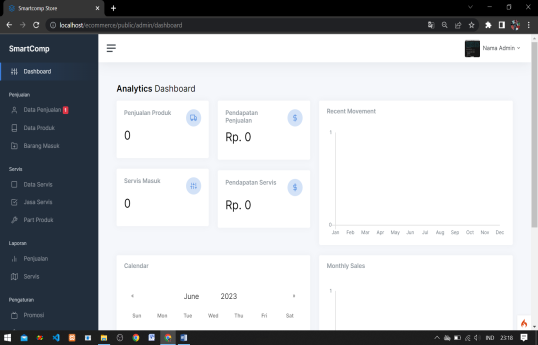 Smartcomp Store
localhost/ecommerce/public/admin/dashboard
SmartComp
Nama Admin
Dashboard
Analytics Dashboard
Penjualan
Data Penjualan 1
Data Produk
Barang Masuk
Servis
Data Servis
Jasa Servis
Part Produk
Laporan
Penjualan
Servis
Pengaturan
Promosi
Penjualan Produk
0
Pendapatan
Penjualan
$
Rp. 0
Servis Masuk
0
Pendapatan Servis
$
Rp. 0
Recent Movement
1
0
Jan Feb Mar Apr May Jun Jul Aug Sep Oct Nov Dec
Calendar
June 2023
Sun Mon Tue Wed Thu Fri Sat
Monthly Sales
1
IND 23:18